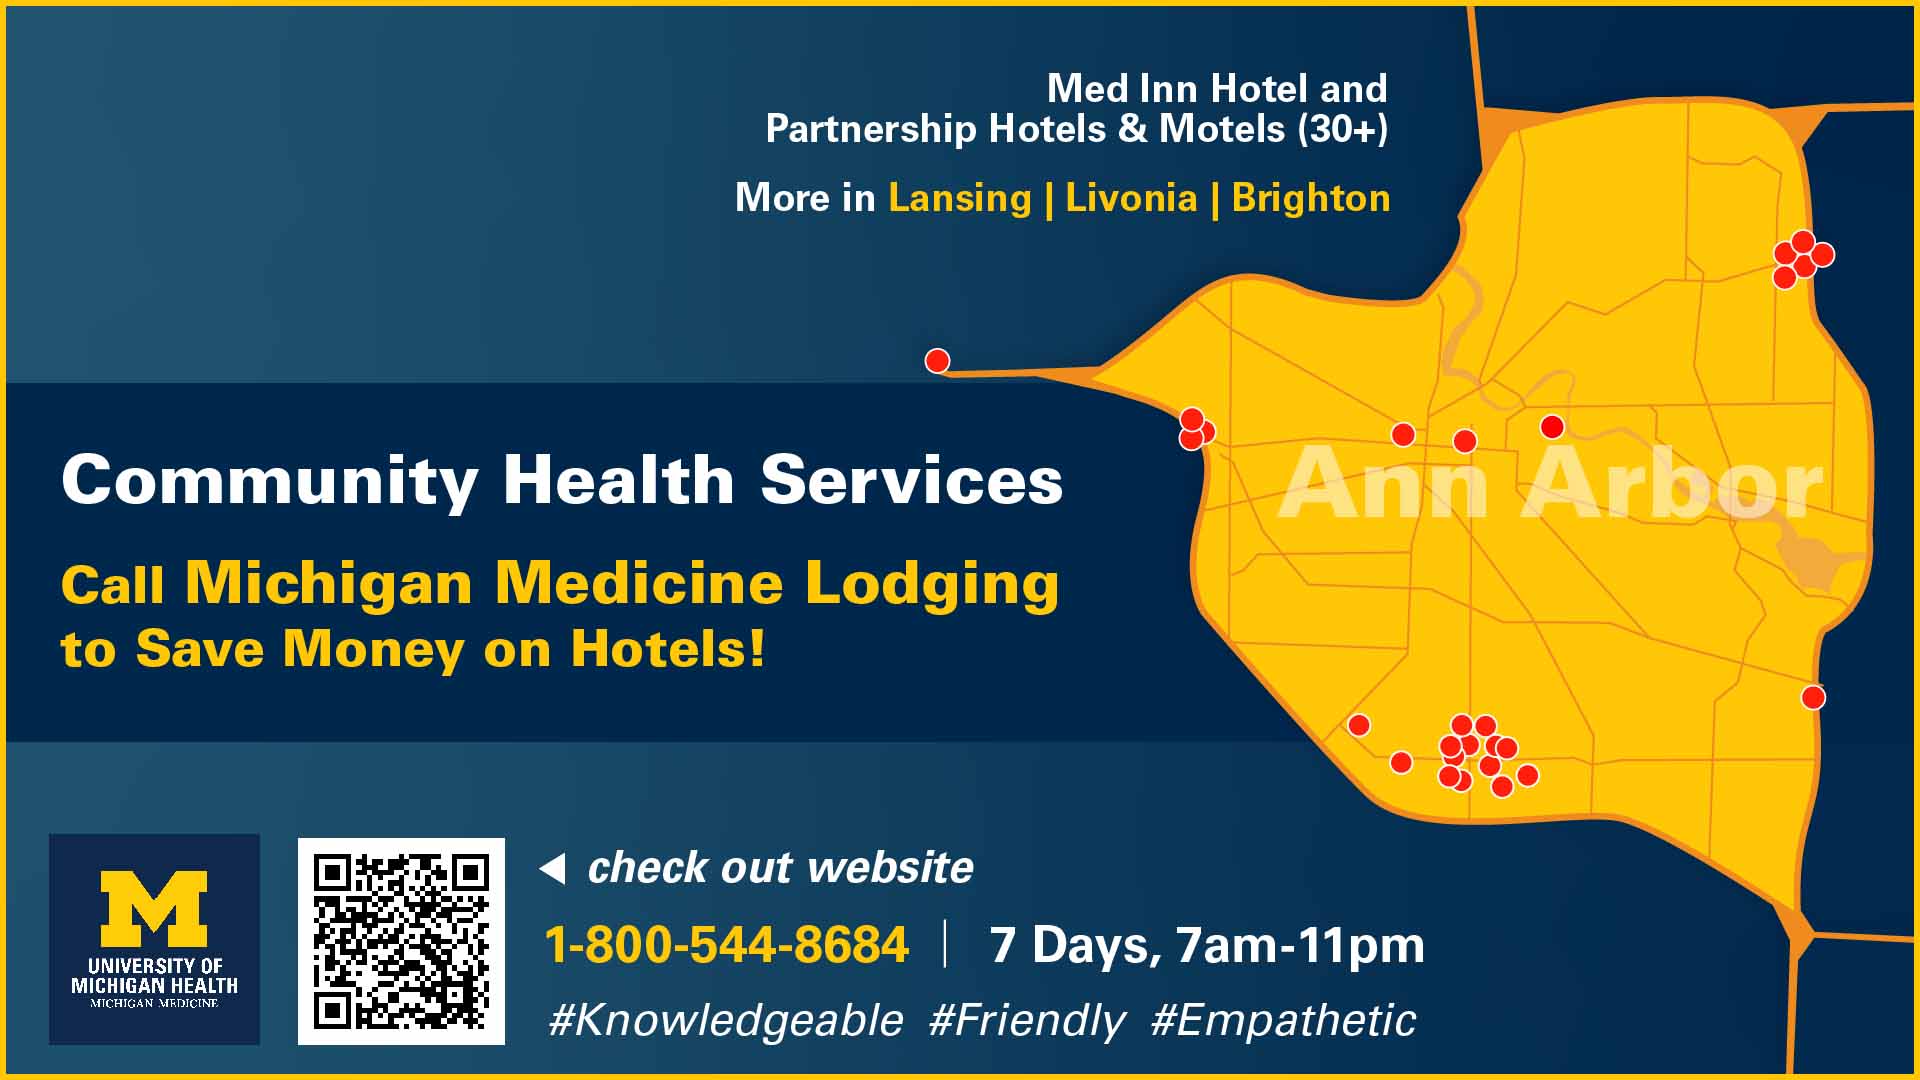 Med Inn Hotel and
Partnership Hotels & Motels (30+)
More in Lansing | Livonia | Brighton
Ann Arbor
Community Health Services
Call Michigan Medicine Lodging
to Save Money on Hotels!
M
UNIVERSITY OF
MICHIGAN HEALTH
MICHIGAN MEDICINE
check out website
1-800-544-8684 | 7 Days, 7am-11pm
#Knowledgeable #Friendly #Empathetic